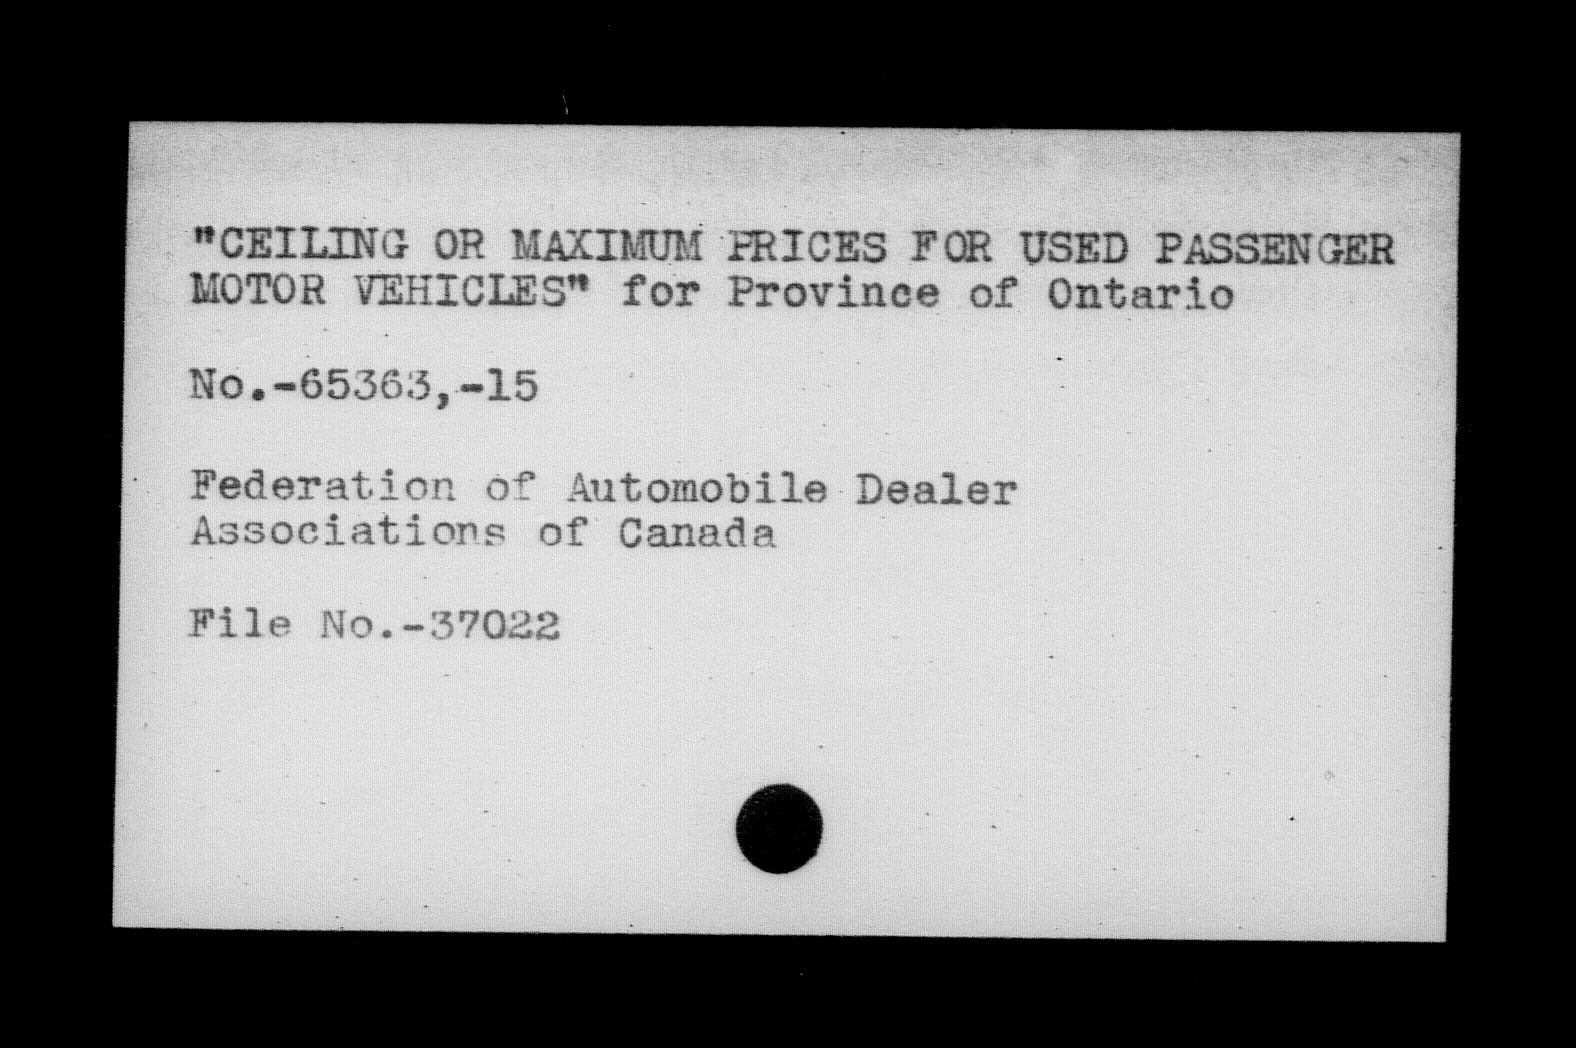 "CEILING OR MAXIMUM PRICES FOR USED PASSENGER
MOTOR VEHICLES" for Province of Ontario
No.-65363,-15
Federation of Automobile Dealer
Associations of Canada
File No.-37022